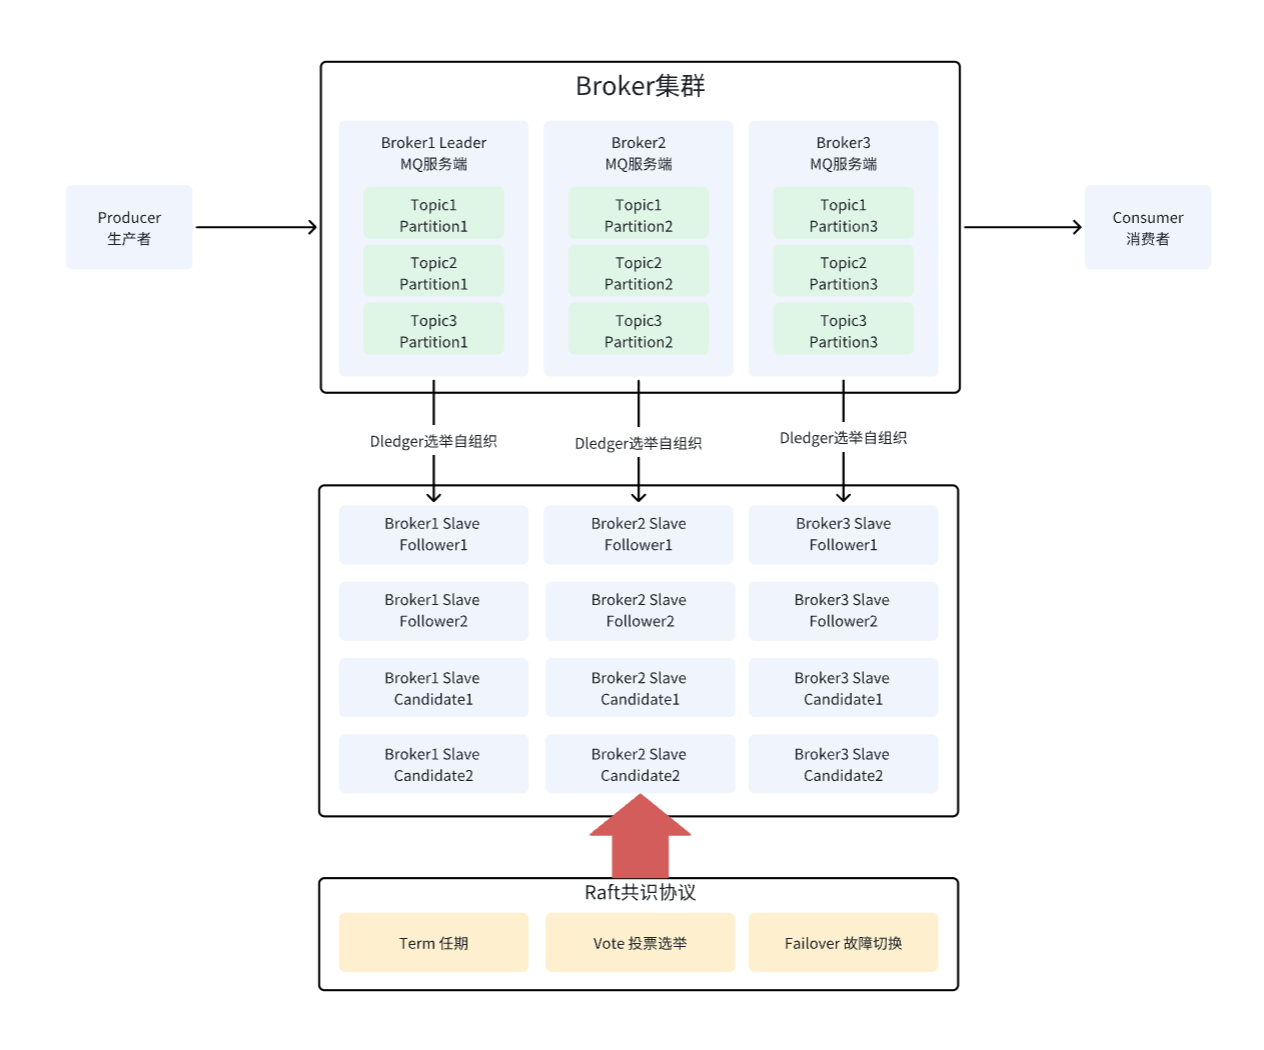 Broker集群
Producer
生产者
Broker1 Leader
MQ服务端
Topic1
Partition1
Topic2
Partition1
Topic3
Partition1
Broker2
MQ服务端
Topic1
Partition2
Topic2
Partition2
Topic3
Partition2
Broker3
MQ服务端
Topic1
Partition3
Topic2
Partition3
Topic3
Partition3
Consumer
消费者
Dledger选举自组织
Dledger选举自组织
Dledger选举自组织
Broker1 Slave
Follower1
Broker2 Slave
Follower1
Broker3 Slave
Follower1
Broker1 Slave
Follower2
Broker2 Slave
Follower2
Broker3 Slave
Follower2
Broker1 Slave
Candidate1
Broker2 Slave
Candidate1
Broker3 Slave
Candidate1
Broker1 Slave
Candidate2
Broker2 Slave
Candidate2
Broker3 Slave
Candidate2
Raft共识协议
Term 任期
Vote 投票选举
Failover 故障切换